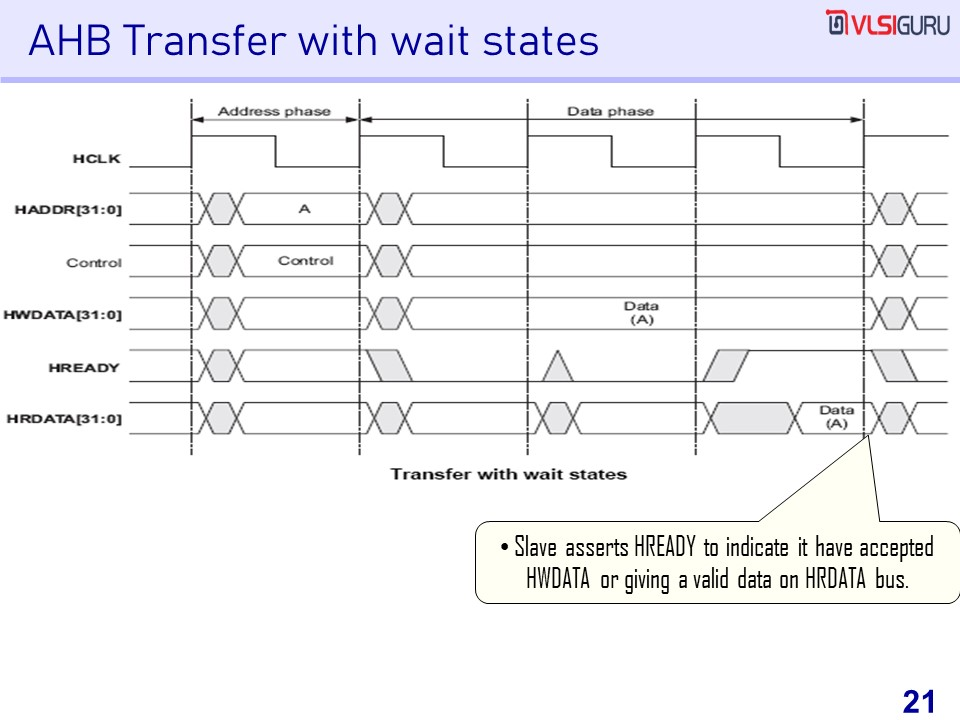 AHB Transfer with wait states
VLSIGURU
Address phase
Data phase
HCLK
HADDR[31:0]
A
Control
Control
HWDATA[31:0]
Data
(A)
HREADY
HRDATA[31:0]
Data
(A)
Transfer with wait states
• Slave asserts HREADY to indicate it have accepted
HWDATA or giving a valid data on HRDATA bus.
21